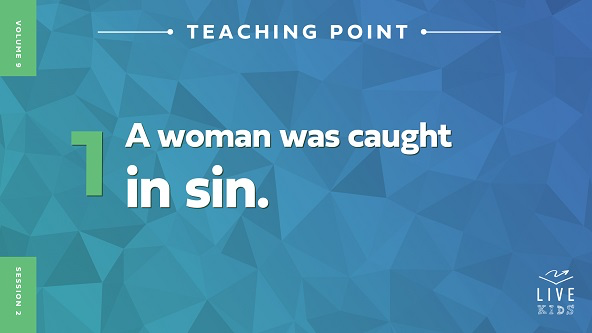 VOLUME 9
TEACHING POINT
1
A woman was caught
in sin.
SESSION 2
LIVE
KIDS